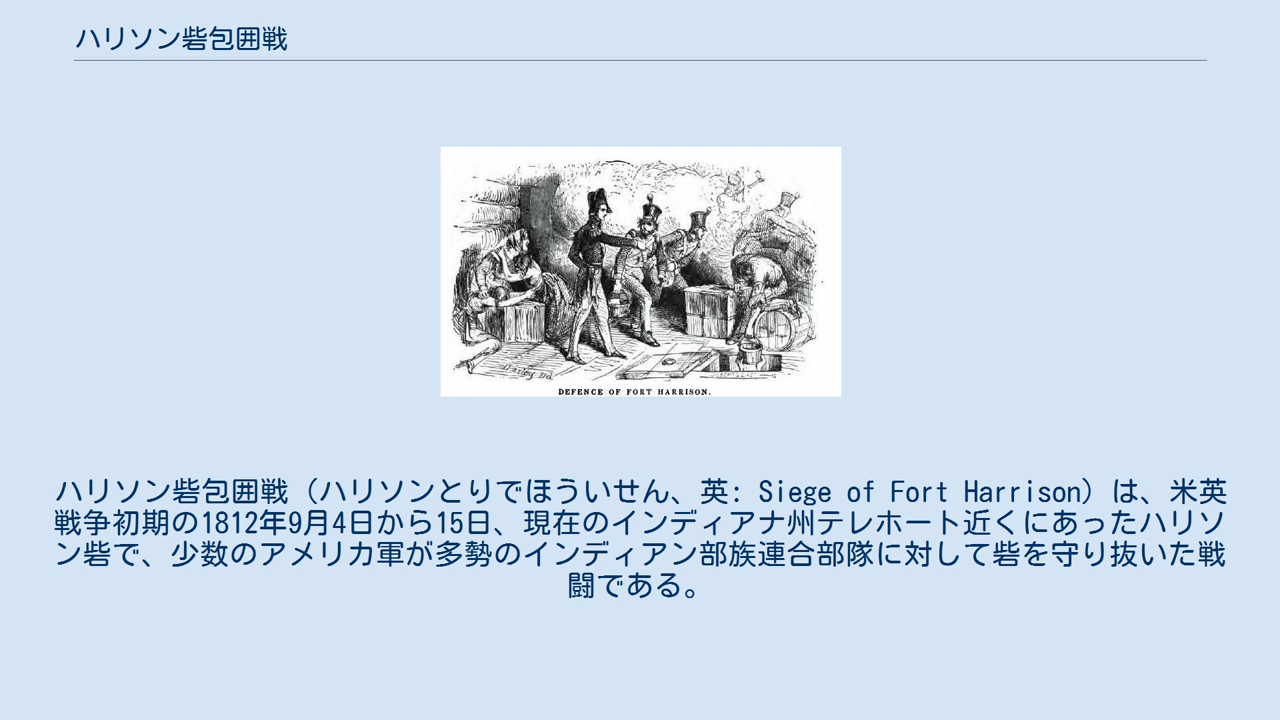 ハリソン砦包囲戦
DEFENCE OF FORT HARRISON.
ハリソン砦包囲戦（ハリソンとりでほういせん、英: Siege of Fort Harrison）は、米英
戦争初期の1812年9月4日から15日、現在のインディアナ州テレホート近くにあったハリソ
ン砦で、少数のアメリカ軍が多勢のインディアン部族連合部隊に対して砦を守り抜いた戦
闘である。